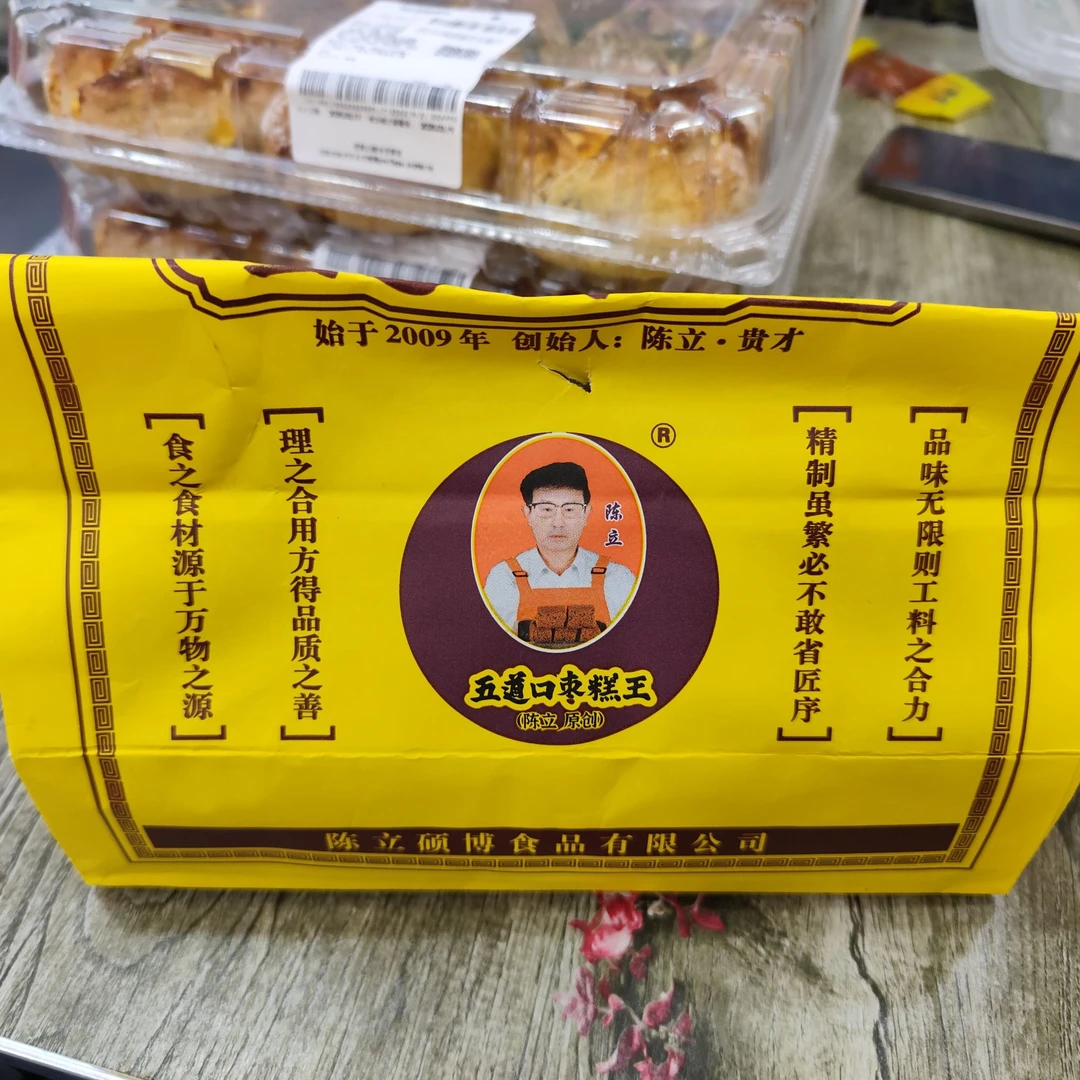 始于2009年 创始人：陈立·贵才
品味无限则工料之合力
精制虽繁必不敢省匠序
理之合用方得品质之善
食之食材源于万物之源
®
陈立
五道口枣糕王
(陈立 原创)
陈立硕博食品有限公司